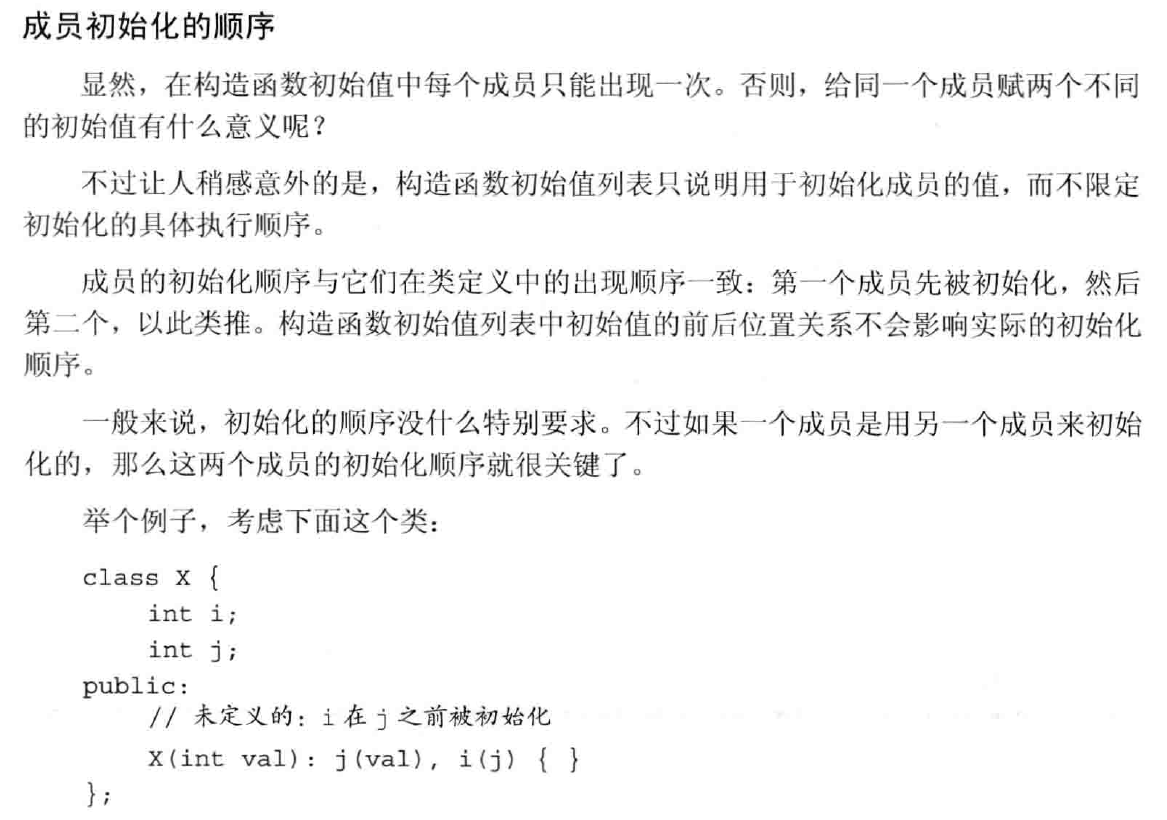 成员初始化的顺序
显然，在构造函数初始值中每个成员只能出现一次。否则，给同一个成员赋两个不同
的初始值有什么意义呢？
不过让人稍感意外的是，构造函数初始值列表只说明用于初始化成员的值，而不限定
初始化的具体执行顺序。
成员的初始化顺序与它们在类定义中的出现顺序一致：第一个成员先被初始化，然后
第二个，以此类推。构造函数初始值列表中初始值的前后位置关系不会影响实际的初始化
顺序。
一般来说，初始化的顺序没什么特别要求。不过如果一个成员是用另一个成员来初始
化的，那么这两个成员的初始化顺序就很关键了。
举个例子，考虑下面这个类：
class X {
int i;
int j;
public:
// 未定义的：i 在 j 之前被初始化
X(int val): j(val), i(j) { }
};